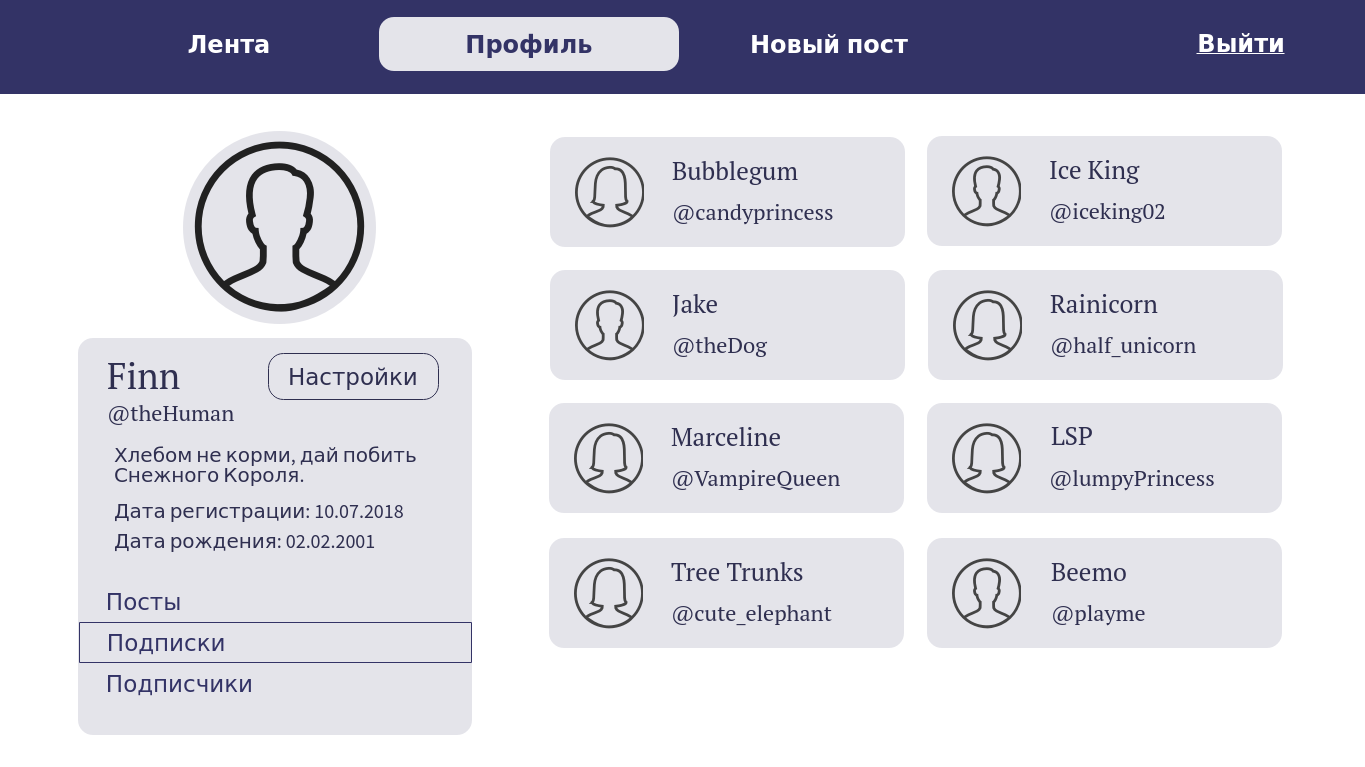 Лента
Профиль
Новый пост
Выйти
Finn
Настройки
@theHuman
Хлебом не корми, дай побить
Снежного Короля.
Дата регистрации: 10.07.2018
Дата рождения: 02.02.2001
Посты
Подписки
Подписчики
Bubblegum
@candyprincess
Ice King
@iceking02
Jake
@theDog
Rainicorn
@half_unicorn
Marceline
@VampireQueen
LSP
@lumpyPrincess
Tree Trunks
@cute_elephant
Beemo
@playme